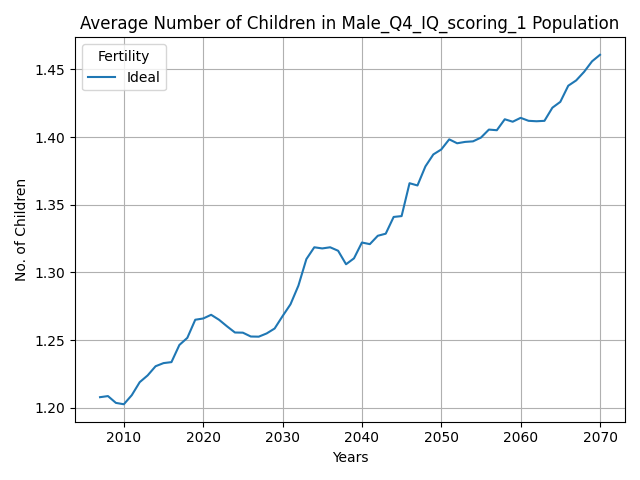 Average Number of Children in Male_Q4_IQ_scoring_1 Population
Fertility
Ideal
No. of Children
1.45
1.40
1.35
1.30
1.25
1.20
2010 2020 2030 2040 2050 2060 2070
Years